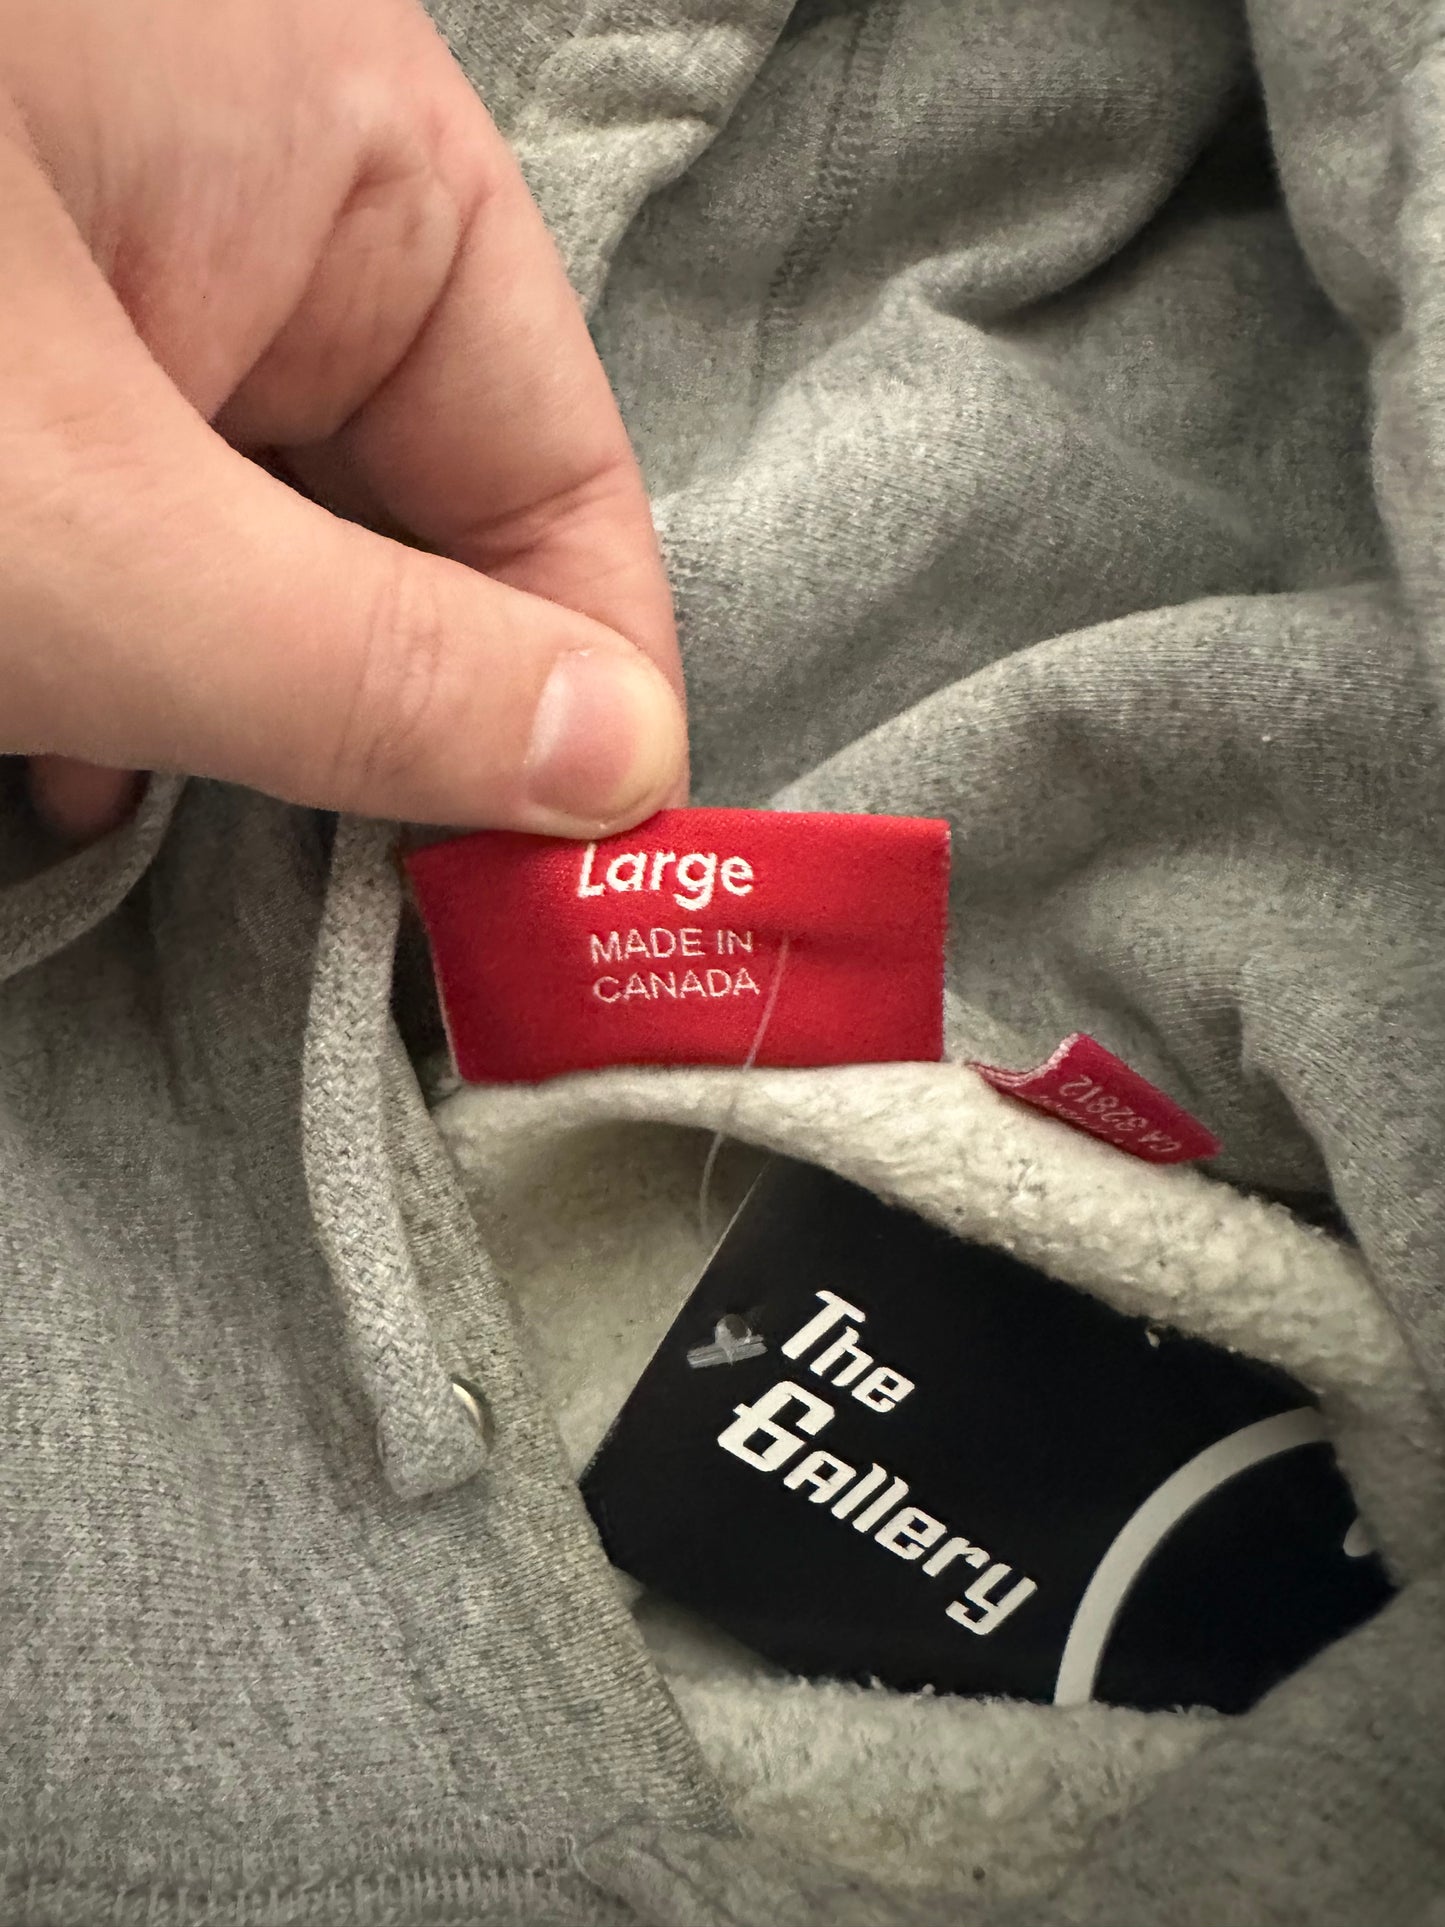 Large
MADE IN
CANADA
CA 32812
The
Gallery